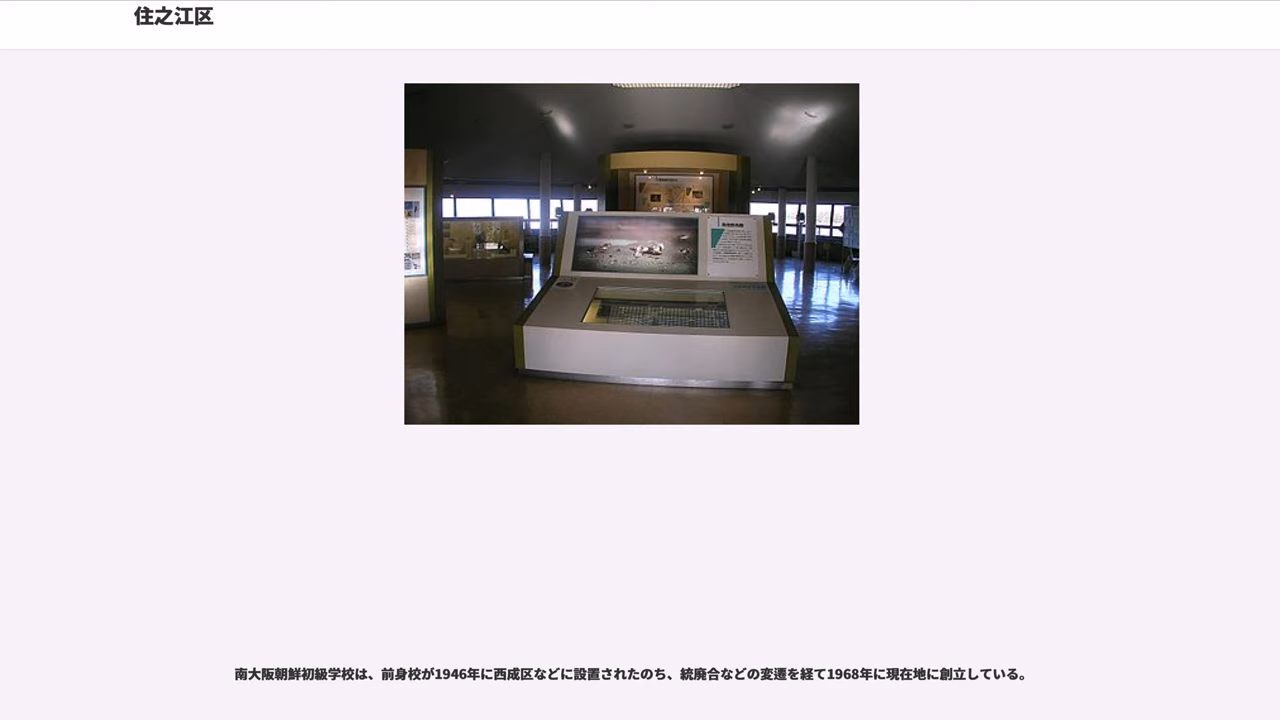 住之江区
南大阪朝鮮初級学校は、前身校が1946年に西成区などに設置されたのち、統廃合などの変遷を経て1968年に現在地に創立している。